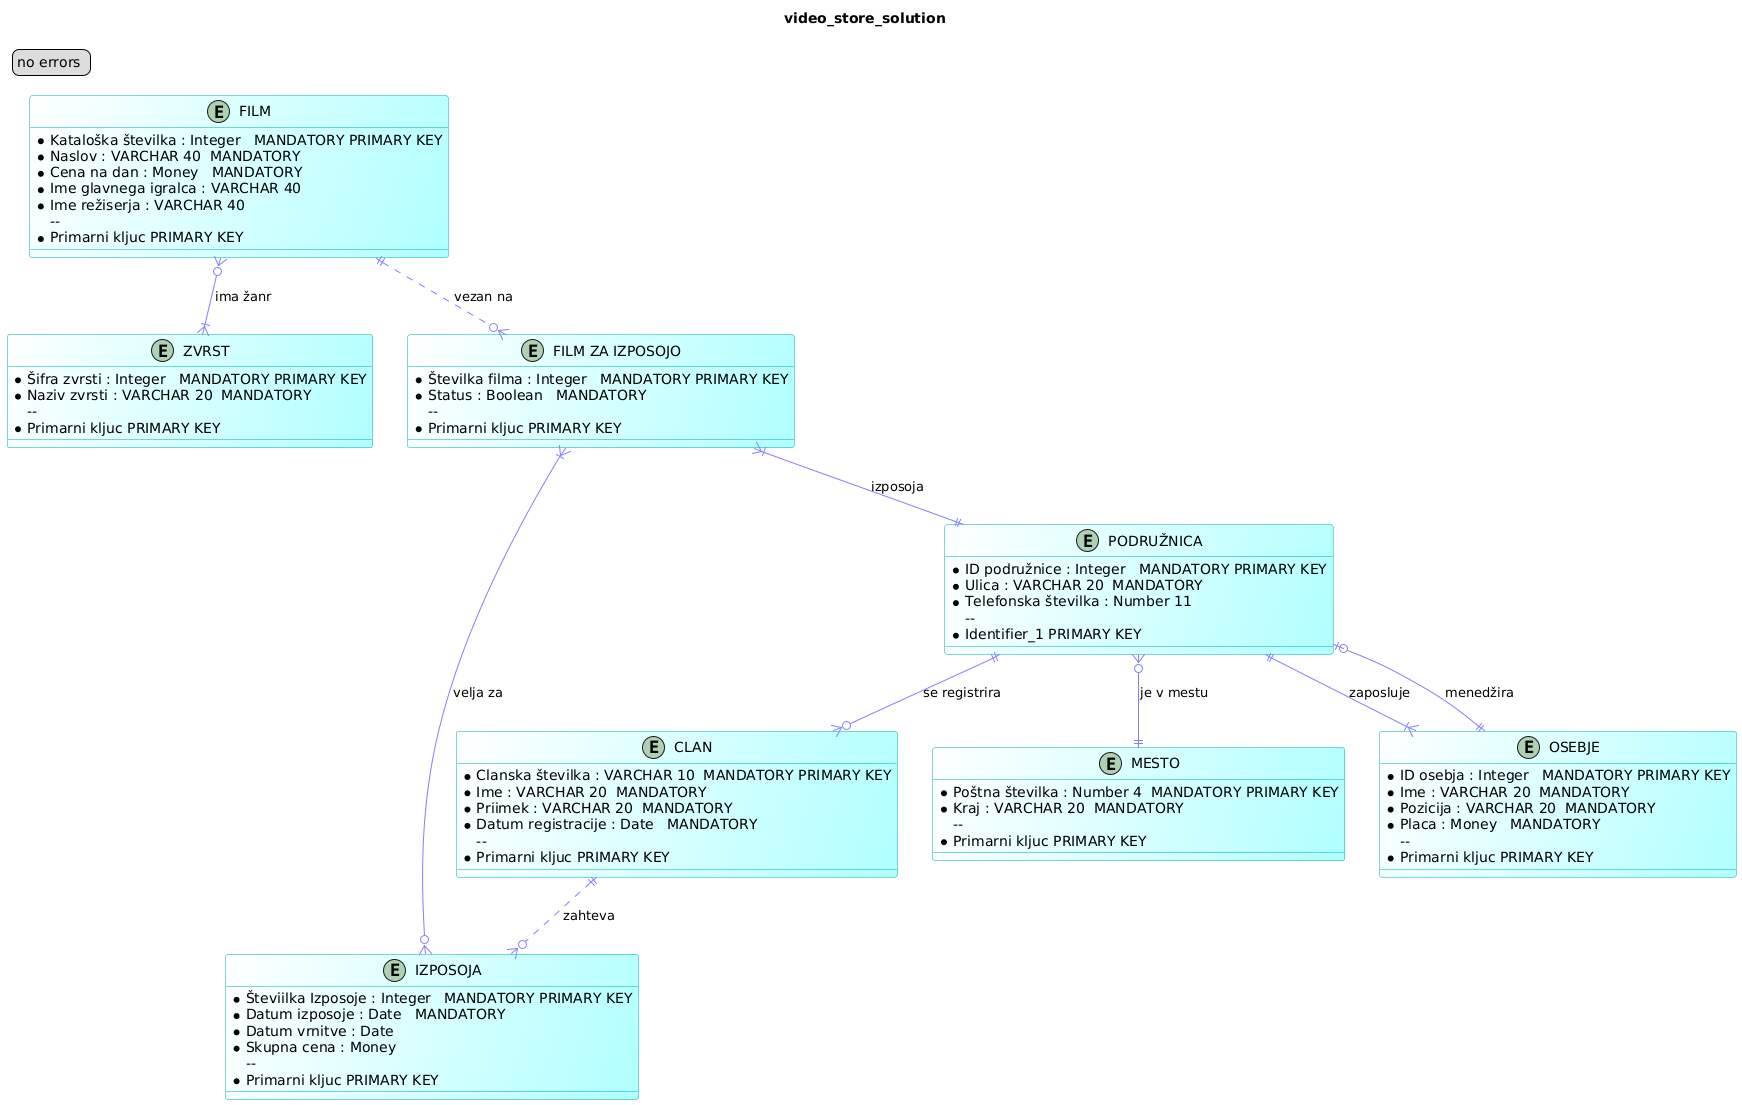 video_store_solution
no errors
E FILM
Kataloška številka : Integer   MANDATORY PRIMARY KEY
Naslov : VARCHAR 40  MANDATORY
Cena na dan : Money   MANDATORY
Ime glavnega igralca : VARCHAR 40
Ime režiserja : VARCHAR 40
--
Primarni kljuc PRIMARY KEY
ima žanr
vezan na
E ZVRST
Šifra zvrsti : Integer   MANDATORY PRIMARY KEY
Naziv zvrsti : VARCHAR 20  MANDATORY
--
Primarni kljuc PRIMARY KEY
E FILM ZA IZPOSOJO
Številka filma : Integer   MANDATORY PRIMARY KEY
Status : Boolean   MANDATORY
--
Primarni kljuc PRIMARY KEY
izposoja
E PODRUŽNICA
ID podružnice : Integer   MANDATORY PRIMARY KEY
Ulica : VARCHAR 20  MANDATORY
Telefonska številka : Number 11
--
Identifier_1 PRIMARY KEY
velja za
se registrira
je v mestu
zaposluje
menedžira
E CLAN
Clanska številka : VARCHAR 10  MANDATORY PRIMARY KEY
Ime : VARCHAR 20  MANDATORY
Priimek : VARCHAR 20  MANDATORY
Datum registracije : Date   MANDATORY
--
Primarni kljuc PRIMARY KEY
E MESTO
Poštna številka : Number 4  MANDATORY PRIMARY KEY
Kraj : VARCHAR 20  MANDATORY
--
Primarni kljuc PRIMARY KEY
E OSEBJE
ID osebja : Integer   MANDATORY PRIMARY KEY
Ime : VARCHAR 20  MANDATORY
Pozicija : VARCHAR 20  MANDATORY
Placa : Money   MANDATORY
--
Primarni kljuc PRIMARY KEY
zahteva
E IZPOSOJA
Števiilka Izposoje : Integer   MANDATORY PRIMARY KEY
Datum izposoje : Date   MANDATORY
Datum vrnitve : Date
Skupna cena : Money
--
Primarni kljuc PRIMARY KEY